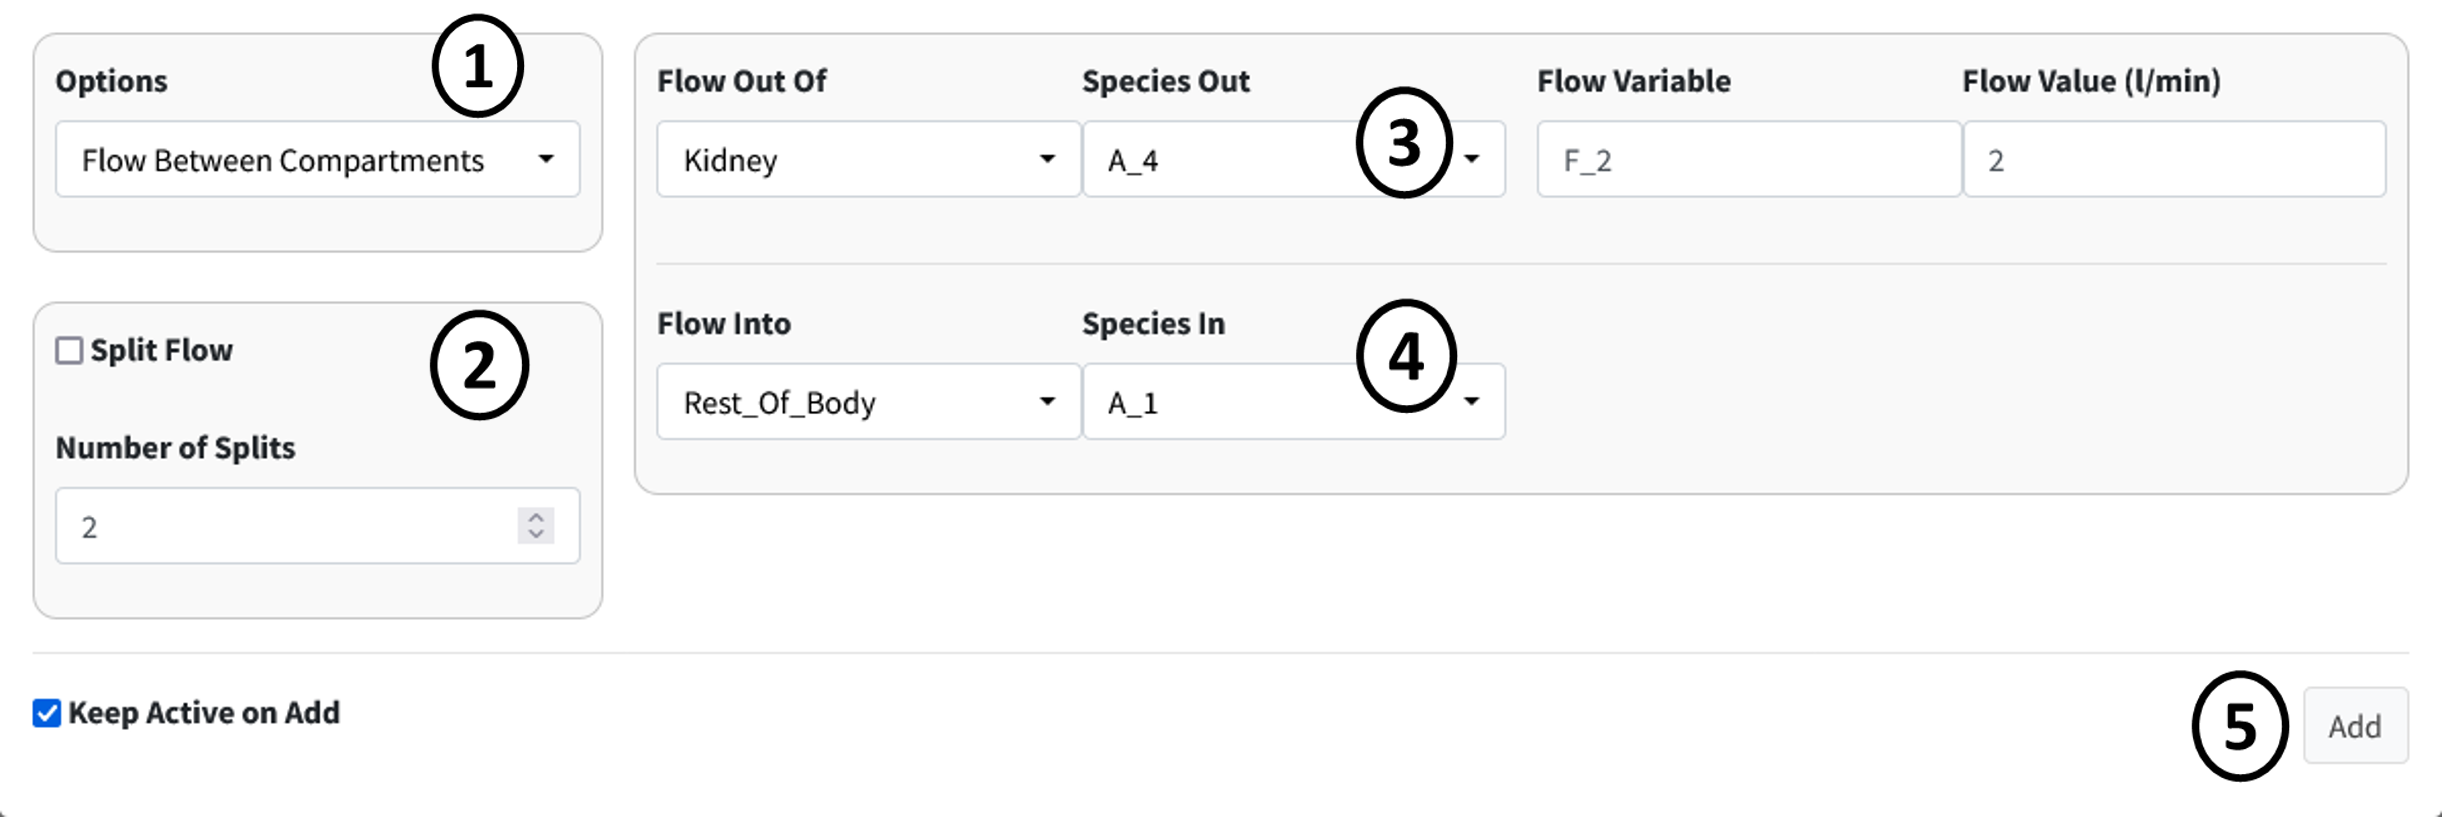 Options
1
Flow Between Compartments
2
Split Flow
Number of Splits
2
Flow Out Of Species Out Flow Variable Flow Value (l/min)
3
Kidney A_4 F_2 2
Flow Into Species In
4
Rest_Of_Body A_1
Keep Active on Add
5
Add